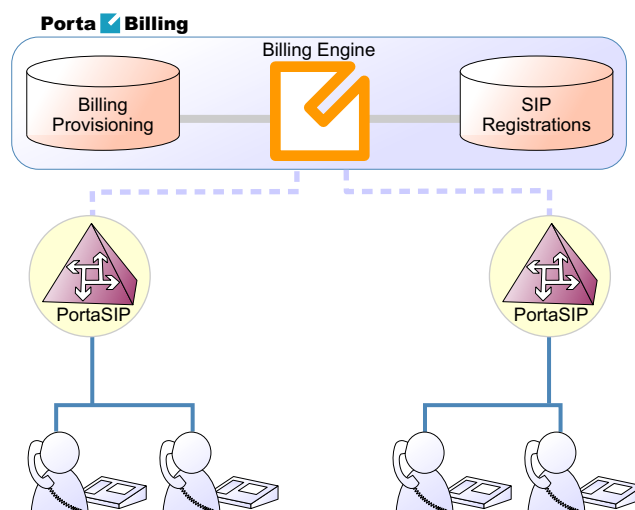 Porta Billing
Billing Engine
Billing
Provisioning
SIP
Registrations
PortaSIP
PortaSIP